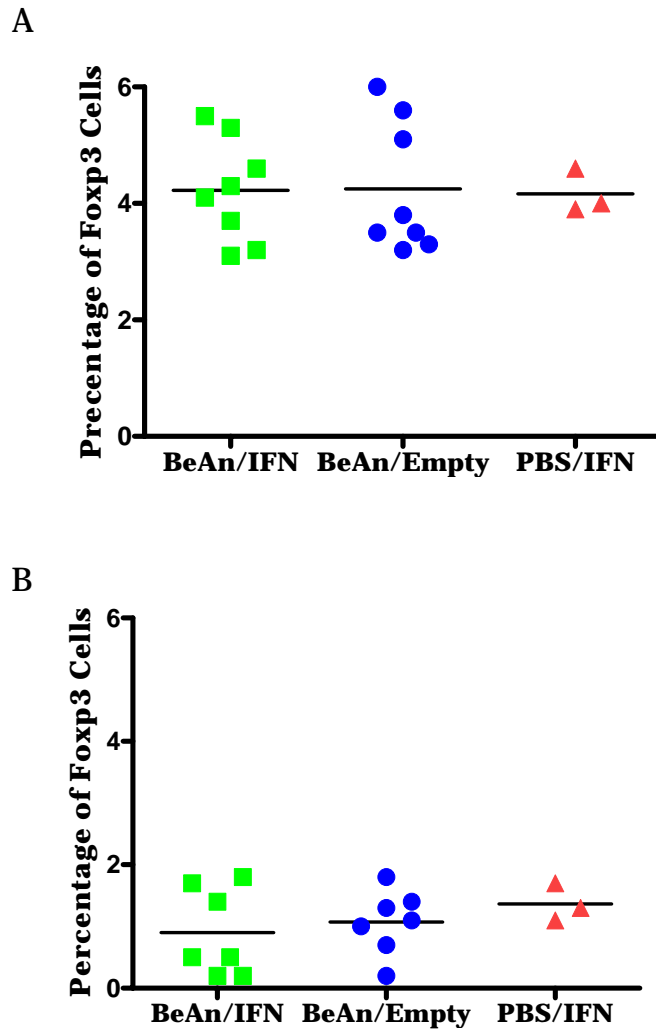 A
Precentage of Foxp3 Cells
6
4
2
0
BeAn/IFN BeAn/Empty PBS/IFN
B
Percentage of Foxp3 Cells
6
4
2
0
BeAn/IFN BeAn/Empty PBS/IFN